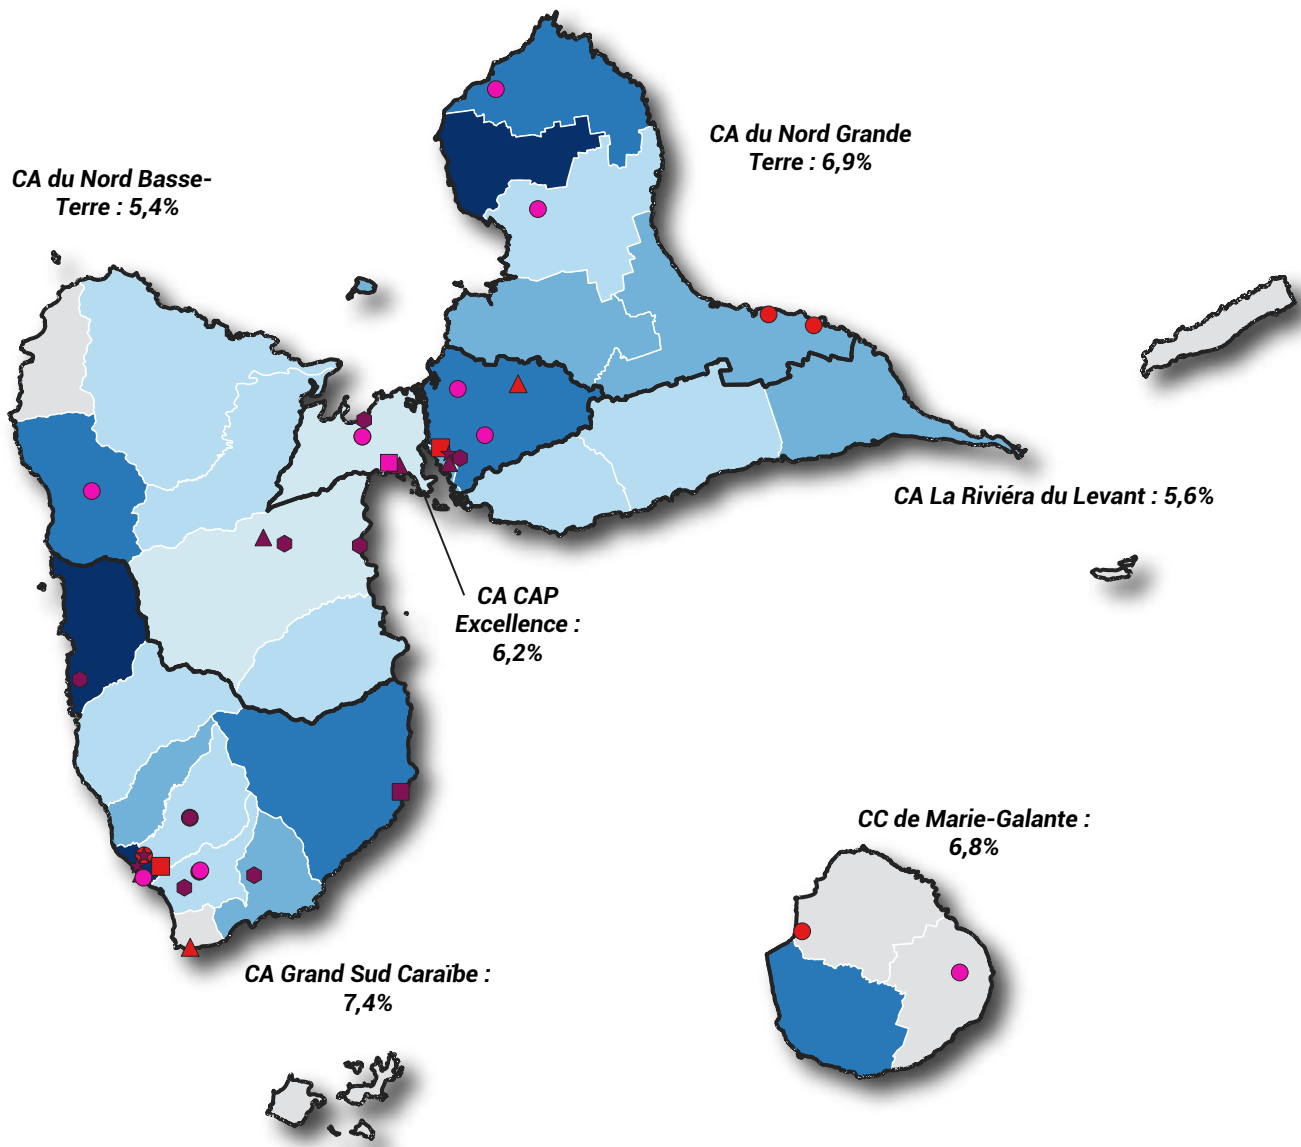 CA du Nord Grande
Terre : 6,9%
CA du Nord Basse-
Terre : 5,4%
CA La Riviéra du Levant : 5,6%
CA CAP
Excellence :
6,2%
CC de Marie-Galante :
6,8%
CA Grand Sud Caraïbe :
7,4%